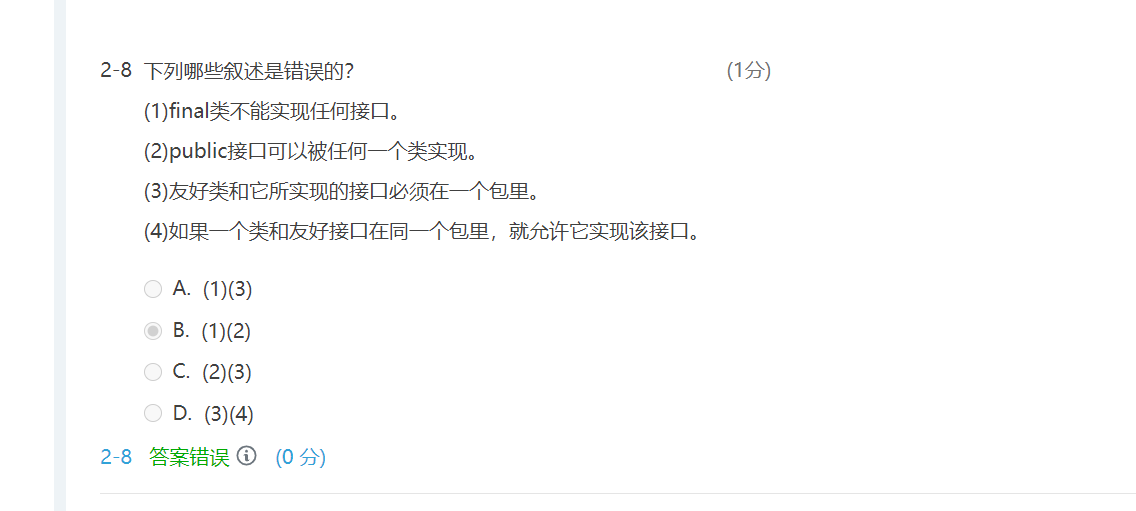 2-8 下列哪些叙述是错误的? (1分)
(1)final类不能实现任何接口。
(2)public接口可以被任何一个类实现。
(3)友好类和它所实现的接口必须在一个包里。
(4)如果一个类和友好接口在同一个包里，就允许它实现该接口。
A. (1)(3)
B. (1)(2)
C. (2)(3)
D. (3)(4)
2-8 答案错误 (0 分)